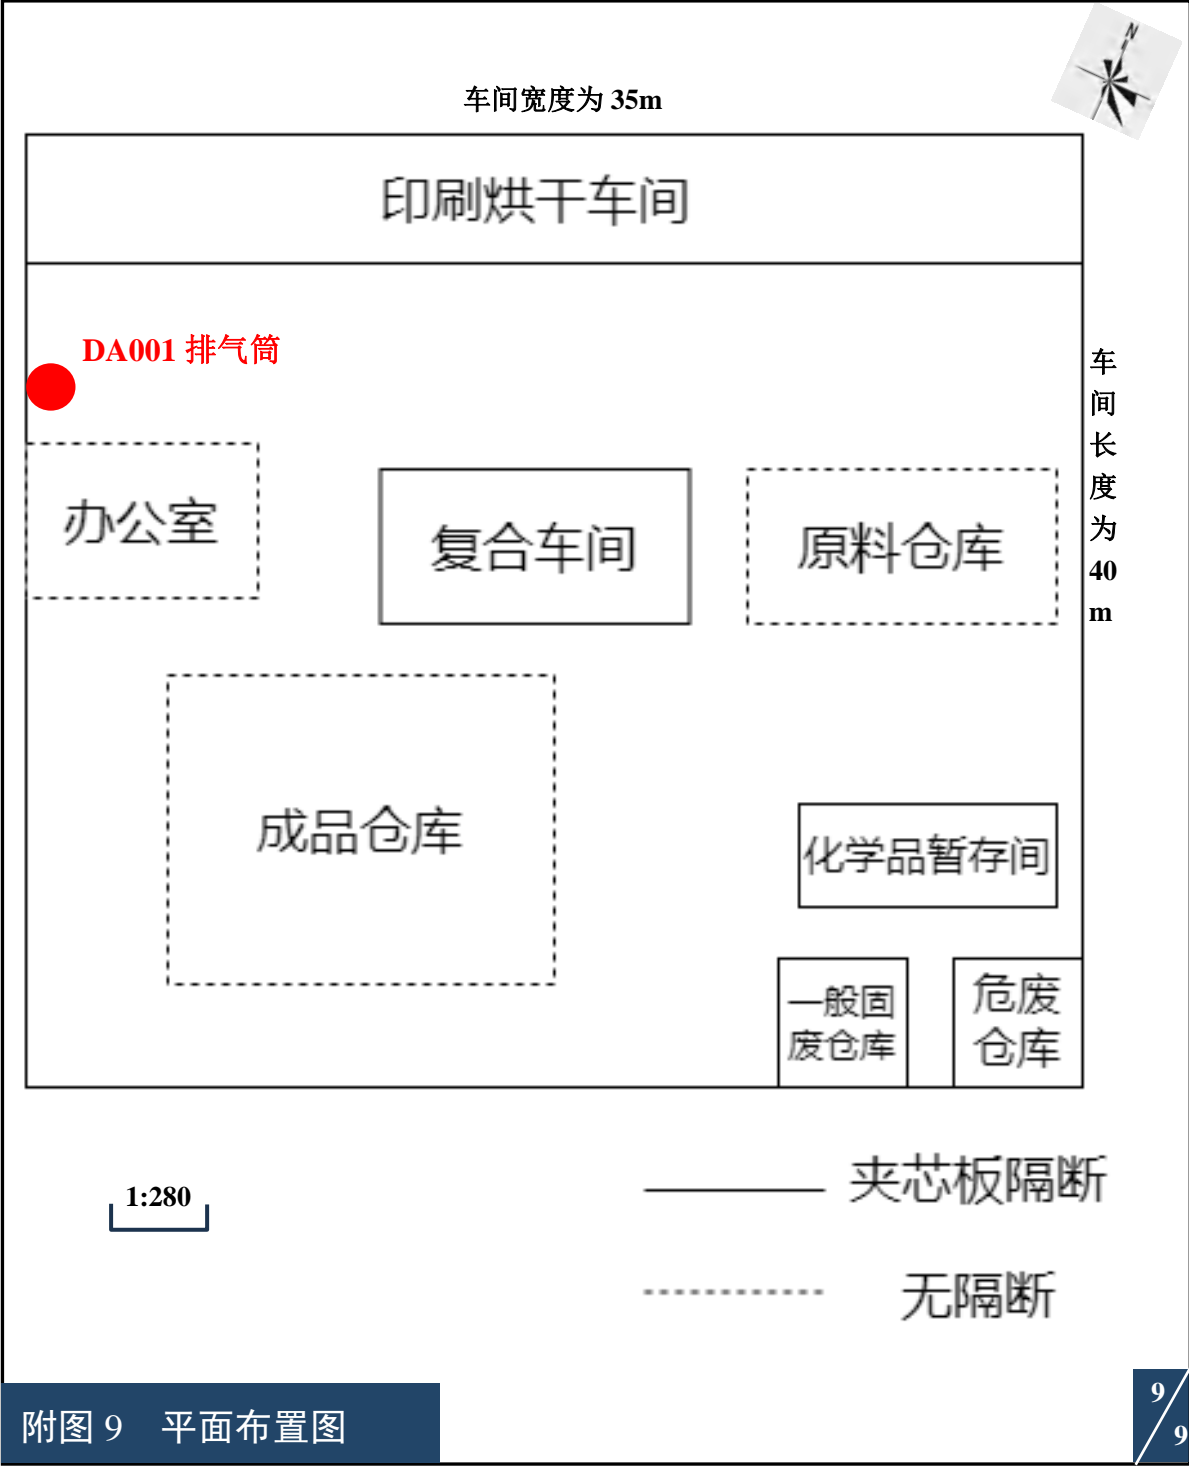 N
车间宽度为 35m
印刷烘干车间
DA001 排气筒
车
间
长
度
为
40
m
办公室
复合车间
原料仓库
成品仓库
化学品暂存间
一般固
废仓库
危废
仓库
1:280
夹芯板隔断
无隔断
附图 9 平面布置图
9
9